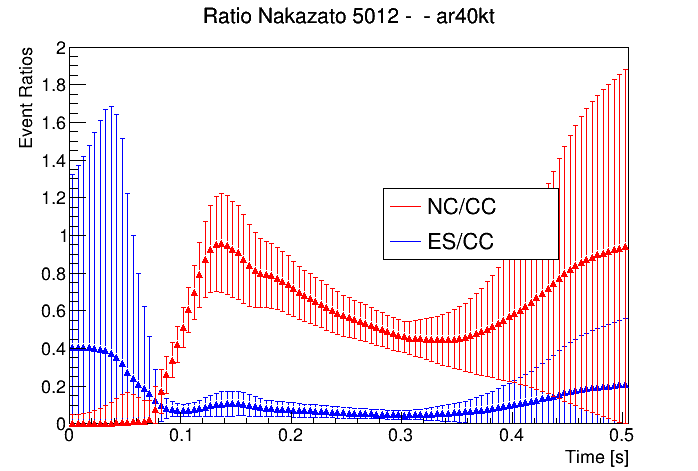 Ratio Nakazato 5012 -  - ar40kt
Event Ratios
2
1.8
1.6
1.4
1.2
1
0.8
0.6
0.4
0.2
0
NC/CC
ES/CC
0 0.1 0.2 0.3 0.4 0.5
Time [s]